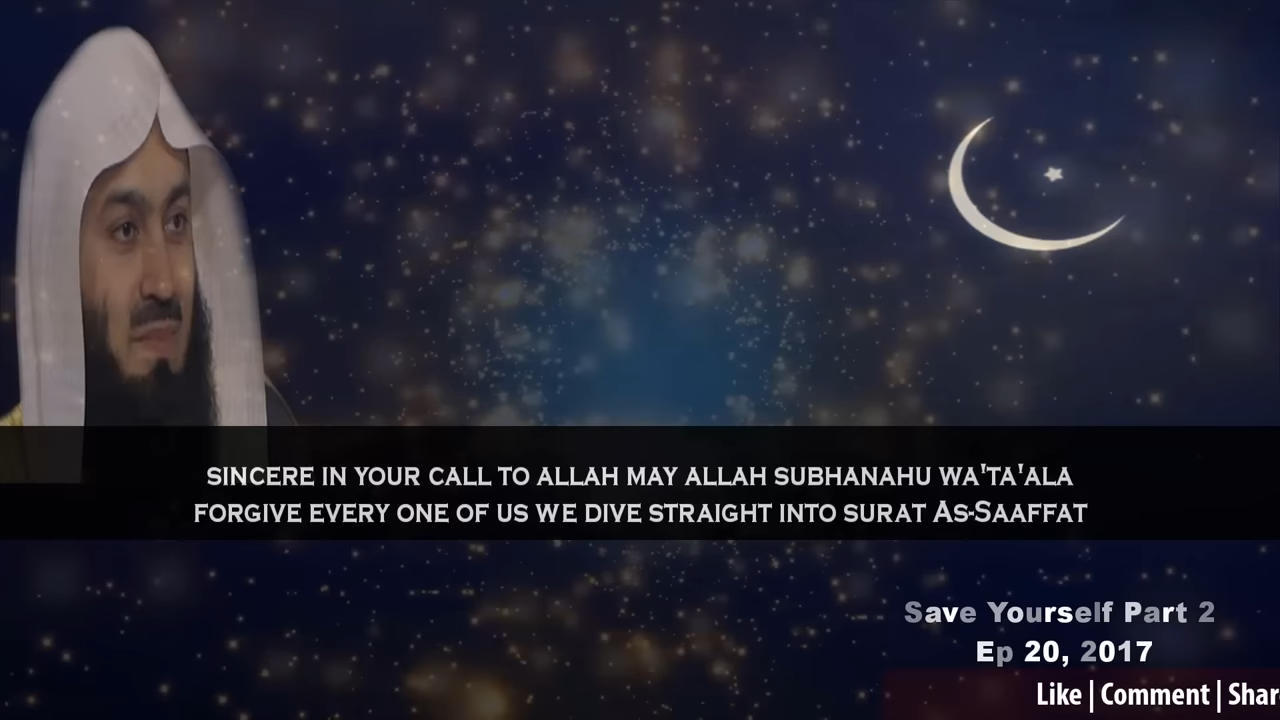 SINCERE IN YOUR CALL TO ALLAH MAY ALLAH SUBHANAHU WA'TA'ALA
FORGIVE EVERY ONE OF US WE DIVE STRAIGHT INTO SURAT AS-SAAFFAT
Save Yourself Part 2
Ep 20, 2017
Like | Comment | Shar